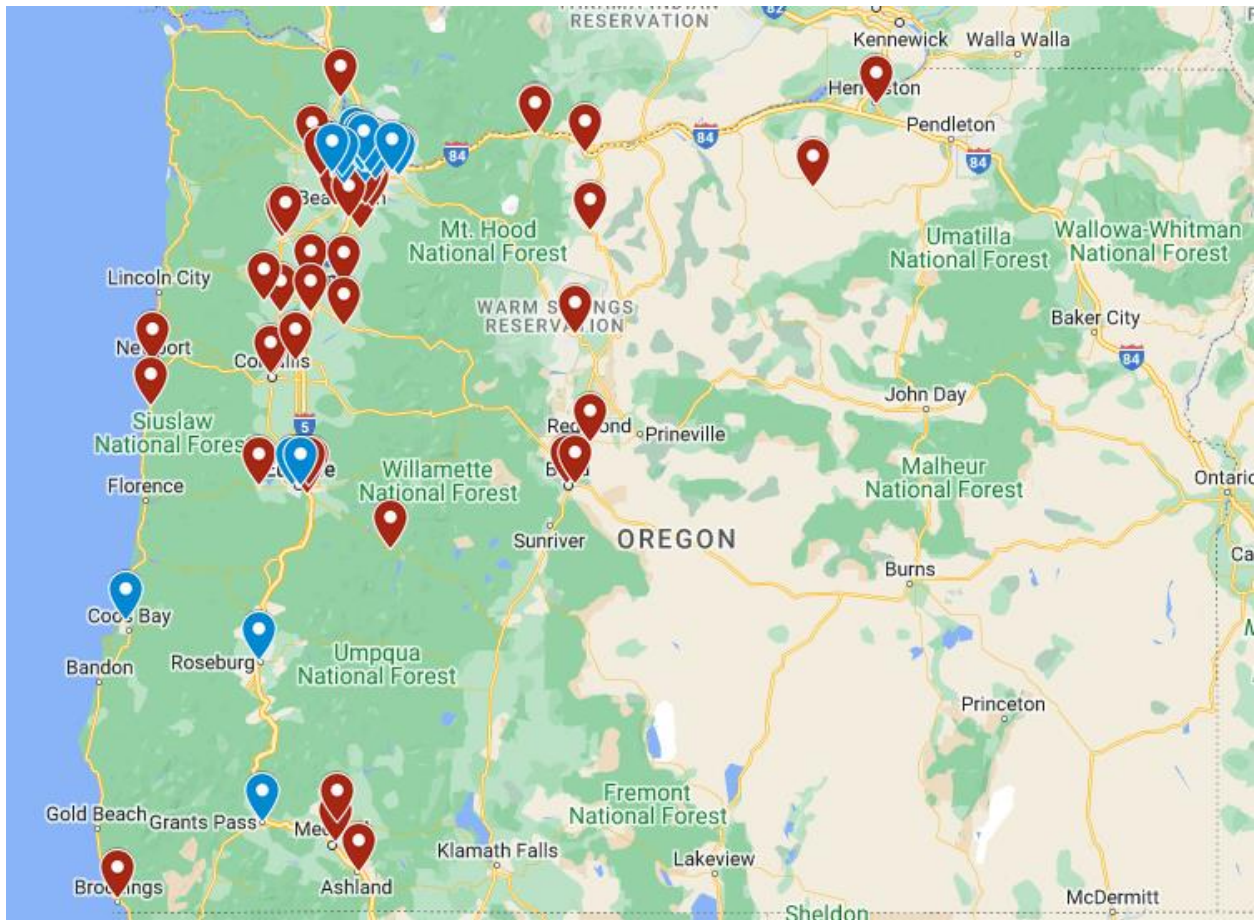 RESERVATION
82
Kennewick
Walla Walla
84
84
Pendleton
84
Mt. Hood
National Forest
Umatilla
National Forest
Wallowa-Whitman
National Forest
Lincoln City
WARM SPRINGS
RESERVATION
Baker City
84
Siuslaw
National Forest
5
John Day
Prineville
Willamette
National Forest
Malheur
National Forest
Ontario
Florence
Sunriver
OREGON
Burns
Coos Bay
Bandon
Roseburg
Umpqua
National Forest
Princeton
Gold Beach
Grants Pass
Fremont
National Forest
Klamath Falls
Lakeview
Ashland
McDermitt
Sheldon